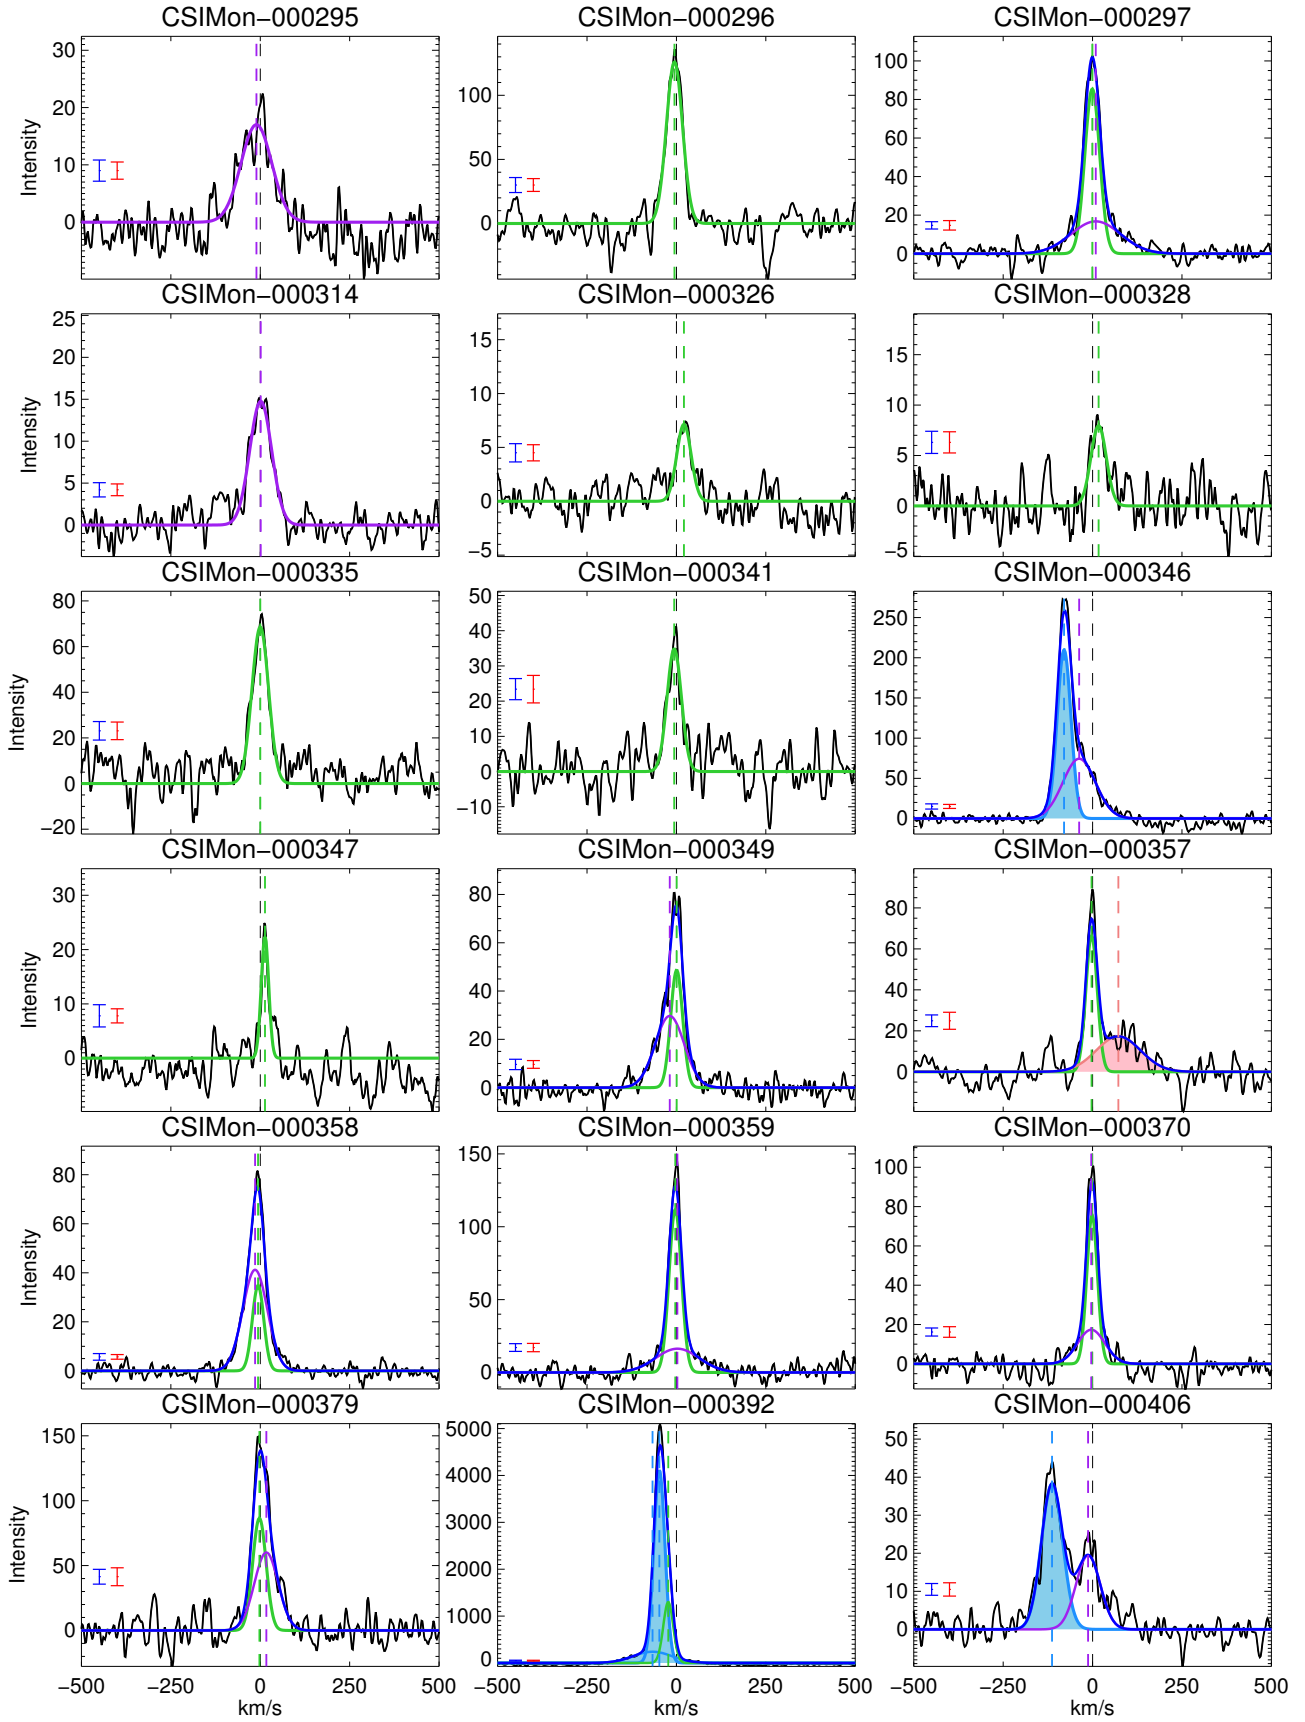 CSIMon−000295 CSIMon−000296 CSIMon−000297
30 20 10 0 Intensity
100 50 0
100 80 60 40 20 0
CSIMon−000314 CSIMon−000326 CSIMon−000328
25 20 15 10 5 0 Intensity
15 10 5 0 −5
15 10 5 0 −5
CSIMon−000335 CSIMon−000341 CSIMon−000346
80 60 40 20 0 −20 Intensity
50 40 30 20 10 0 −10
250 200 150 100 50 0
CSIMon−000347 CSIMon−000349 CSIMon−000357
30 20 10 0 Intensity
80 60 40 20 0
80 60 40 20 0
CSIMon−000358 CSIMon−000359 CSIMon−000370
80 60 40 20 0 Intensity
150 100 50 0
100 80 60 40 20 0
CSIMon−000379 CSIMon−000392 CSIMon−000406
150 100 50 0 Intensity
5000 4000 3000 2000 1000 0
50 40 30 20 10 0
−500 −250 0 250 500 −250 0 250 500 −250 0 250 500
km/s km/s km/s